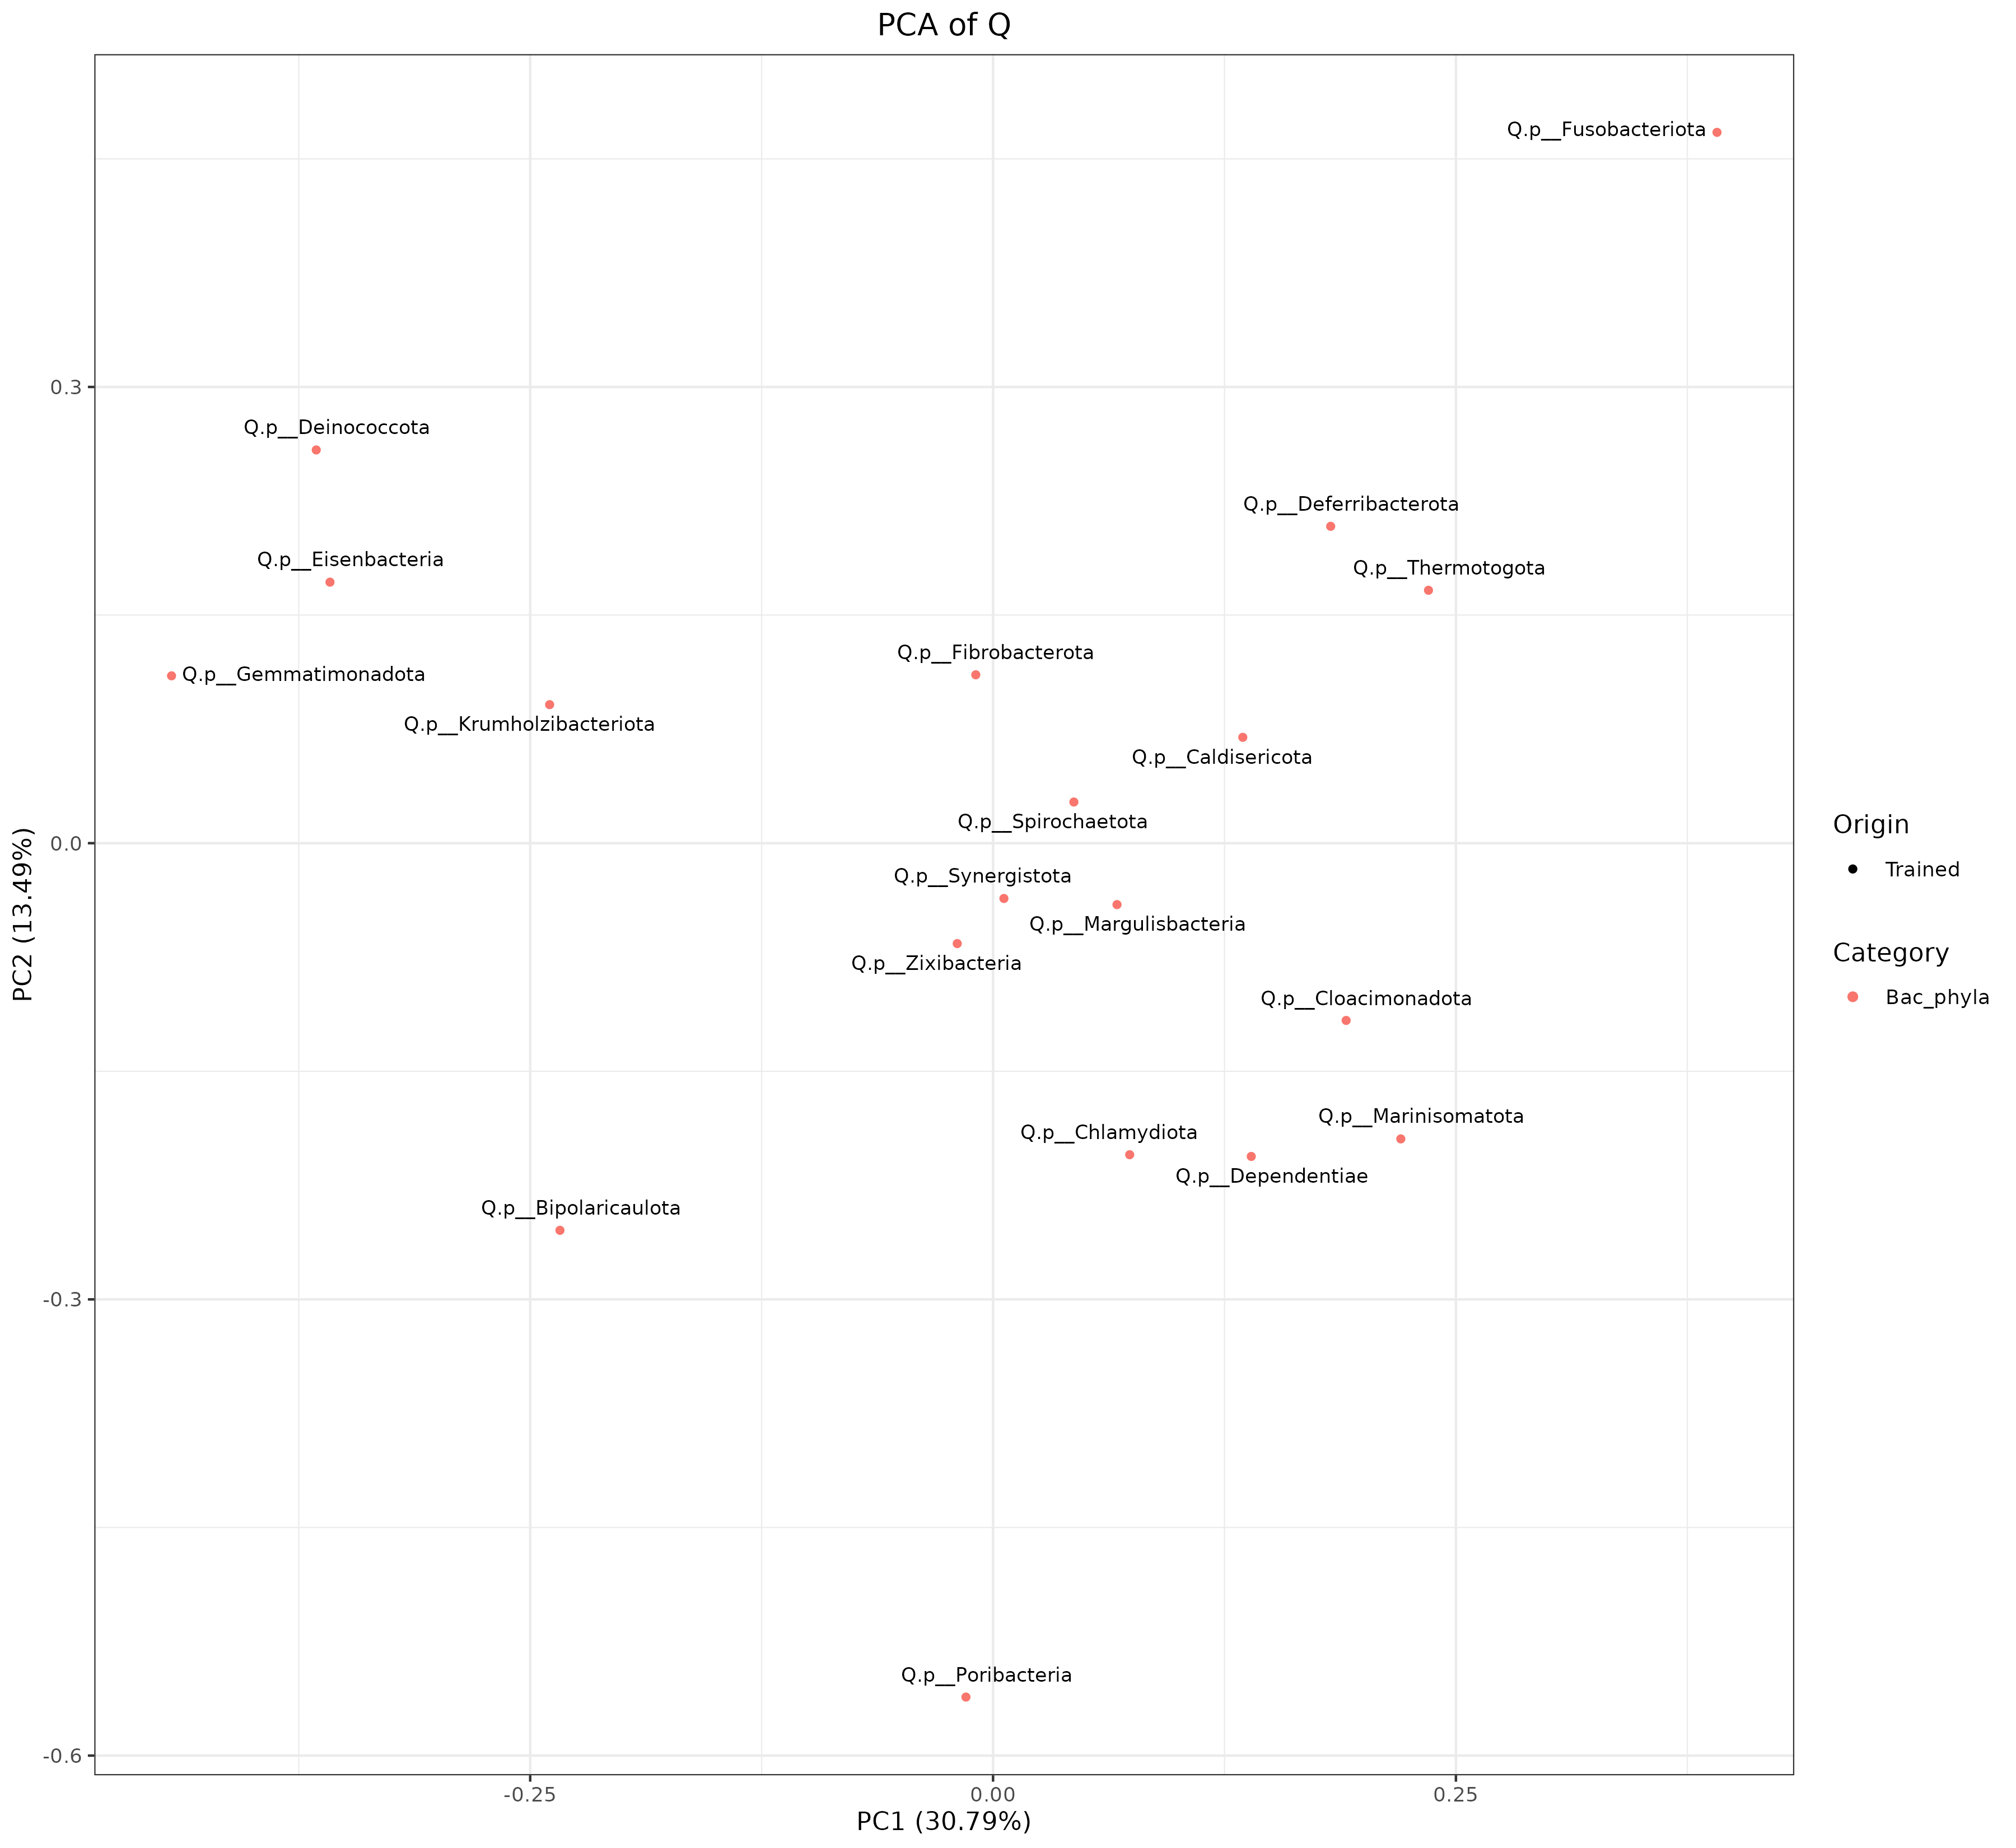 PCA of Q
Q.p__Fusobacteriota
0.3
Q.p__Deinococcota
Q.p__Deferribacterota
Q.p__Eisenbacteria
Q.p__Thermotogota
Q.p__Fibrobacterota
Q.p__Gemmatimonadota
Q.p__Krumholzibacteriota
Q.p__Caldisericota
Q.p__Spirochaetota
0.0
Q.p__Synergistota
Q.p__Margulisbacteria
Q.p__Zixibacteria
Q.p__Cloacimonadota
Q.p__Marinisomatota
Q.p__Chlamydiota
Q.p__Dependentiae
Q.p__Bipolaricaulota
-0.3
Q.p__Poribacteria
-0.6
-0.25
0.00
0.25
PC1 (30.79%)
PC2 (13.49%)
Origin
Trained
Category
Bac_phyla